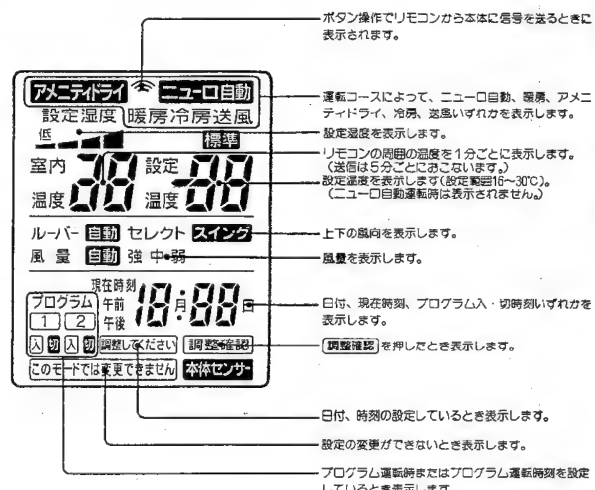 ボタン操作でリモコンから本体に信号を送るときに
表示されます。
アメニティドライ ニューロ自動
設定湿度 暖房冷房送風
低
標準
室内 88 設定 88
温度 温度
ルーバー 自動 セレクト スイング
風量 自動 強 中 弱
現在時刻
プログラム 午前 18:88 月 日
1 2 午後
入 切 入 切 調整してください 調整確認
このモードでは変更できません 本体センサー
運転コースによって、ニューロ自動、暖房、アメニ
ティドライ、冷房、送風いずれかを表示します。
設定湿度を表示します。
リモコンの周囲の温度を1分ごとに表示します。
(送信は5分ごとにおこないます。)
設定温度を表示します(設定範囲16~30℃)。
(ニューロ自動運転時は表示されません。)
上下の風向を表示します。
風量を表示します。
日付、現在時刻、プログラム入・切時刻いずれかを
表示します。
調整確認 を押したとき表示します。
日付、時刻の設定しているとき表示します。
設定の変更ができないとき表示します。
プログラム運転時またはプログラム運転時刻を設定
しているとき表示します。